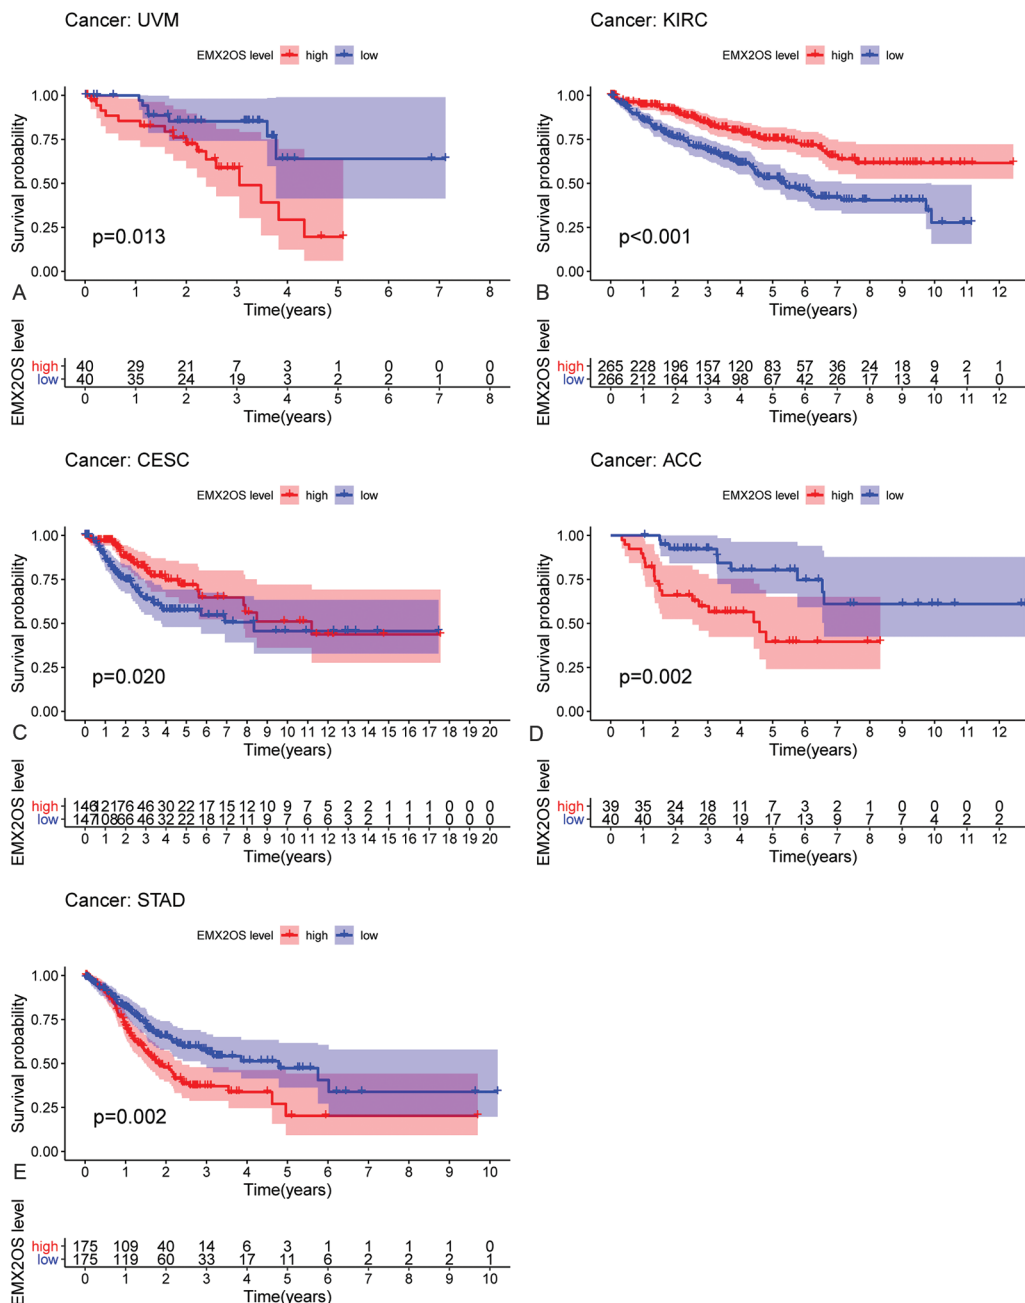 Cancer: UVM
EMX2OS level high low
Survival probability
1.00
0.75
0.50
0.25
0.00
p=0.013
0 1 2 3 4 5 6 7 8
Time(years)
A
EMX2OS level
high 40 29 21 7 3 1 0 0 0
low 40 35 24 19 3 2 2 1 0
0 1 2 3 4 5 6 7 8
Time(years)
Cancer: KIRC
EMX2OS level high low
Survival probability
1.00
0.75
0.50
0.25
0.00
p<0.001
0 1 2 3 4 5 6 7 8 9 10 11 12
Time(years)
B
EMX2OS level
high 265 228 196 157 120 83 57 36 24 18 9 2 1
low 266 212 164 134 98 67 42 26 17 13 4 1 0
0 1 2 3 4 5 6 7 8 9 10 11 12
Time(years)
Cancer: CESC
EMX2OS level high low
Survival probability
1.00
0.75
0.50
0.25
0.00
p=0.020
0 1 2 3 4 5 6 7 8 9 10 11 12 13 14 15 16 17 18 19 20
Time(years)
C
EMX2OS level
high 146 121 76 46 30 22 17 15 12 10 9 7 5 2 2 1 1 1 0 0 0
low 147 108 66 46 32 22 18 12 11 9 7 6 6 3 2 1 1 1 0 0 0
0 1 2 3 4 5 6 7 8 9 10 11 12 13 14 15 16 17 18 19 20
Time(years)
Cancer: ACC
EMX2OS level high low
Survival probability
1.00
0.75
0.50
0.25
0.00
p=0.002
0 1 2 3 4 5 6 7 8 9 10 11 12
Time(years)
D
EMX2OS level
high 39 35 24 18 11 7 3 2 1 0 0 0 0
low 40 40 34 26 19 17 13 9 7 7 4 2 2
0 1 2 3 4 5 6 7 8 9 10 11 12
Time(years)
Cancer: STAD
EMX2OS level high low
Survival probability
1.00
0.75
0.50
0.25
0.00
p=0.002
0 1 2 3 4 5 6 7 8 9 10
Time(years)
E
EMX2OS level
high 175 109 40 14 6 3 1 1 1 1 0
low 175 119 60 33 17 11 6 2 2 2 1
0 1 2 3 4 5 6 7 8 9 10
Time(years)